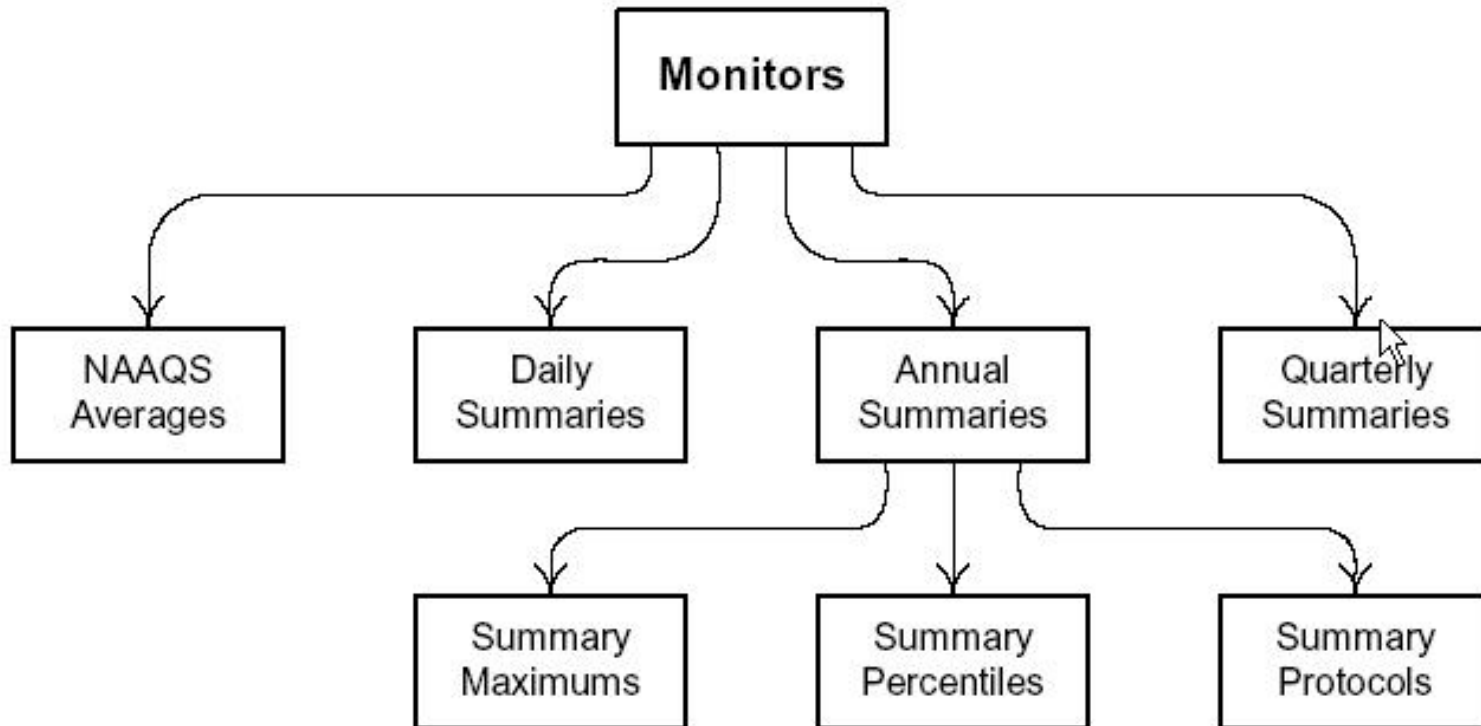 Monitors
NAAQS
Averages
Daily
Summaries
Annual
Summaries
Quarterly
Summaries
Summary
Maximums
Summary
Percentiles
Summary
Protocols